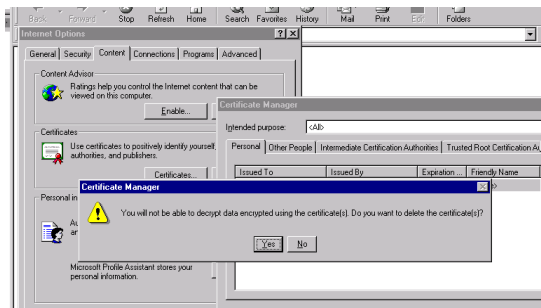 Back Forward Stop Refresh Home Search Favorites History Mail Print Edit Folders
Internet Options
General Security Content Connections Programs Advanced
Content Advisor
Ratings help you control the Internet content that can be
viewed on this computer.
Enable...
Certificate Manager
Intended purpose: <All>
Certificates
Use certificates to positively identify yourself,
authorities, and publishers.
Certificates...
Personal Other People Intermediate Certification Authorities Trusted Root Certification Au
Issued To Issued By Expiration ... Friendly Name
Certificate Manager
You will not be able to decrypt data encrypted using the certificate(s). Do you want to delete the certificate(s)?
Yes No
Personal in
Au
ar
Microsoft Profile Assistant stores your
personal information.